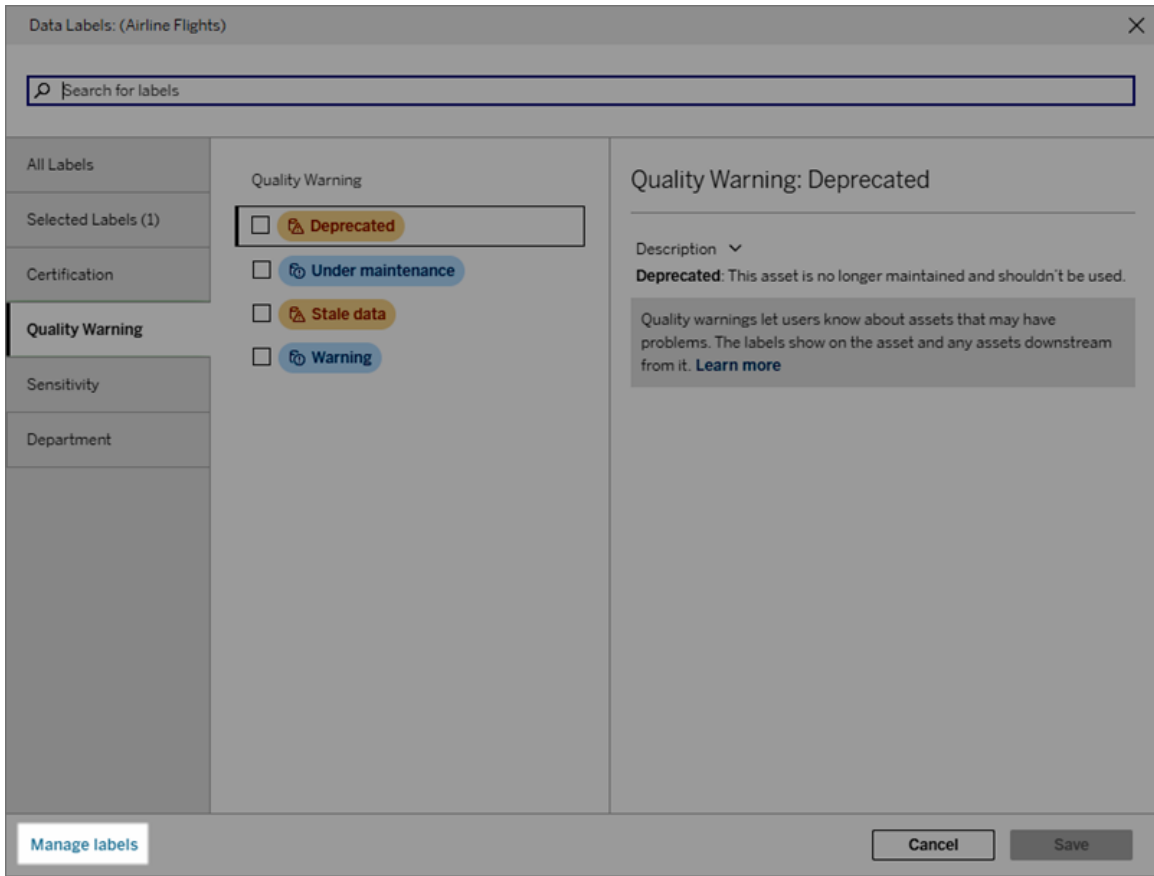 Data Labels: (Airline Flights)
Search for labels
All Labels
Selected Labels (1)
Certification
Quality Warning
Sensitivity
Department
Quality Warning
Deprecated
Under maintenance
Stale data
Warning
Quality Warning: Deprecated
Description
Deprecated: This asset is no longer maintained and shouldn't be used.
Quality warnings let users know about assets that may have
problems. The labels show on the asset and any assets downstream
from it. Learn more
Manage labels
Cancel
Save